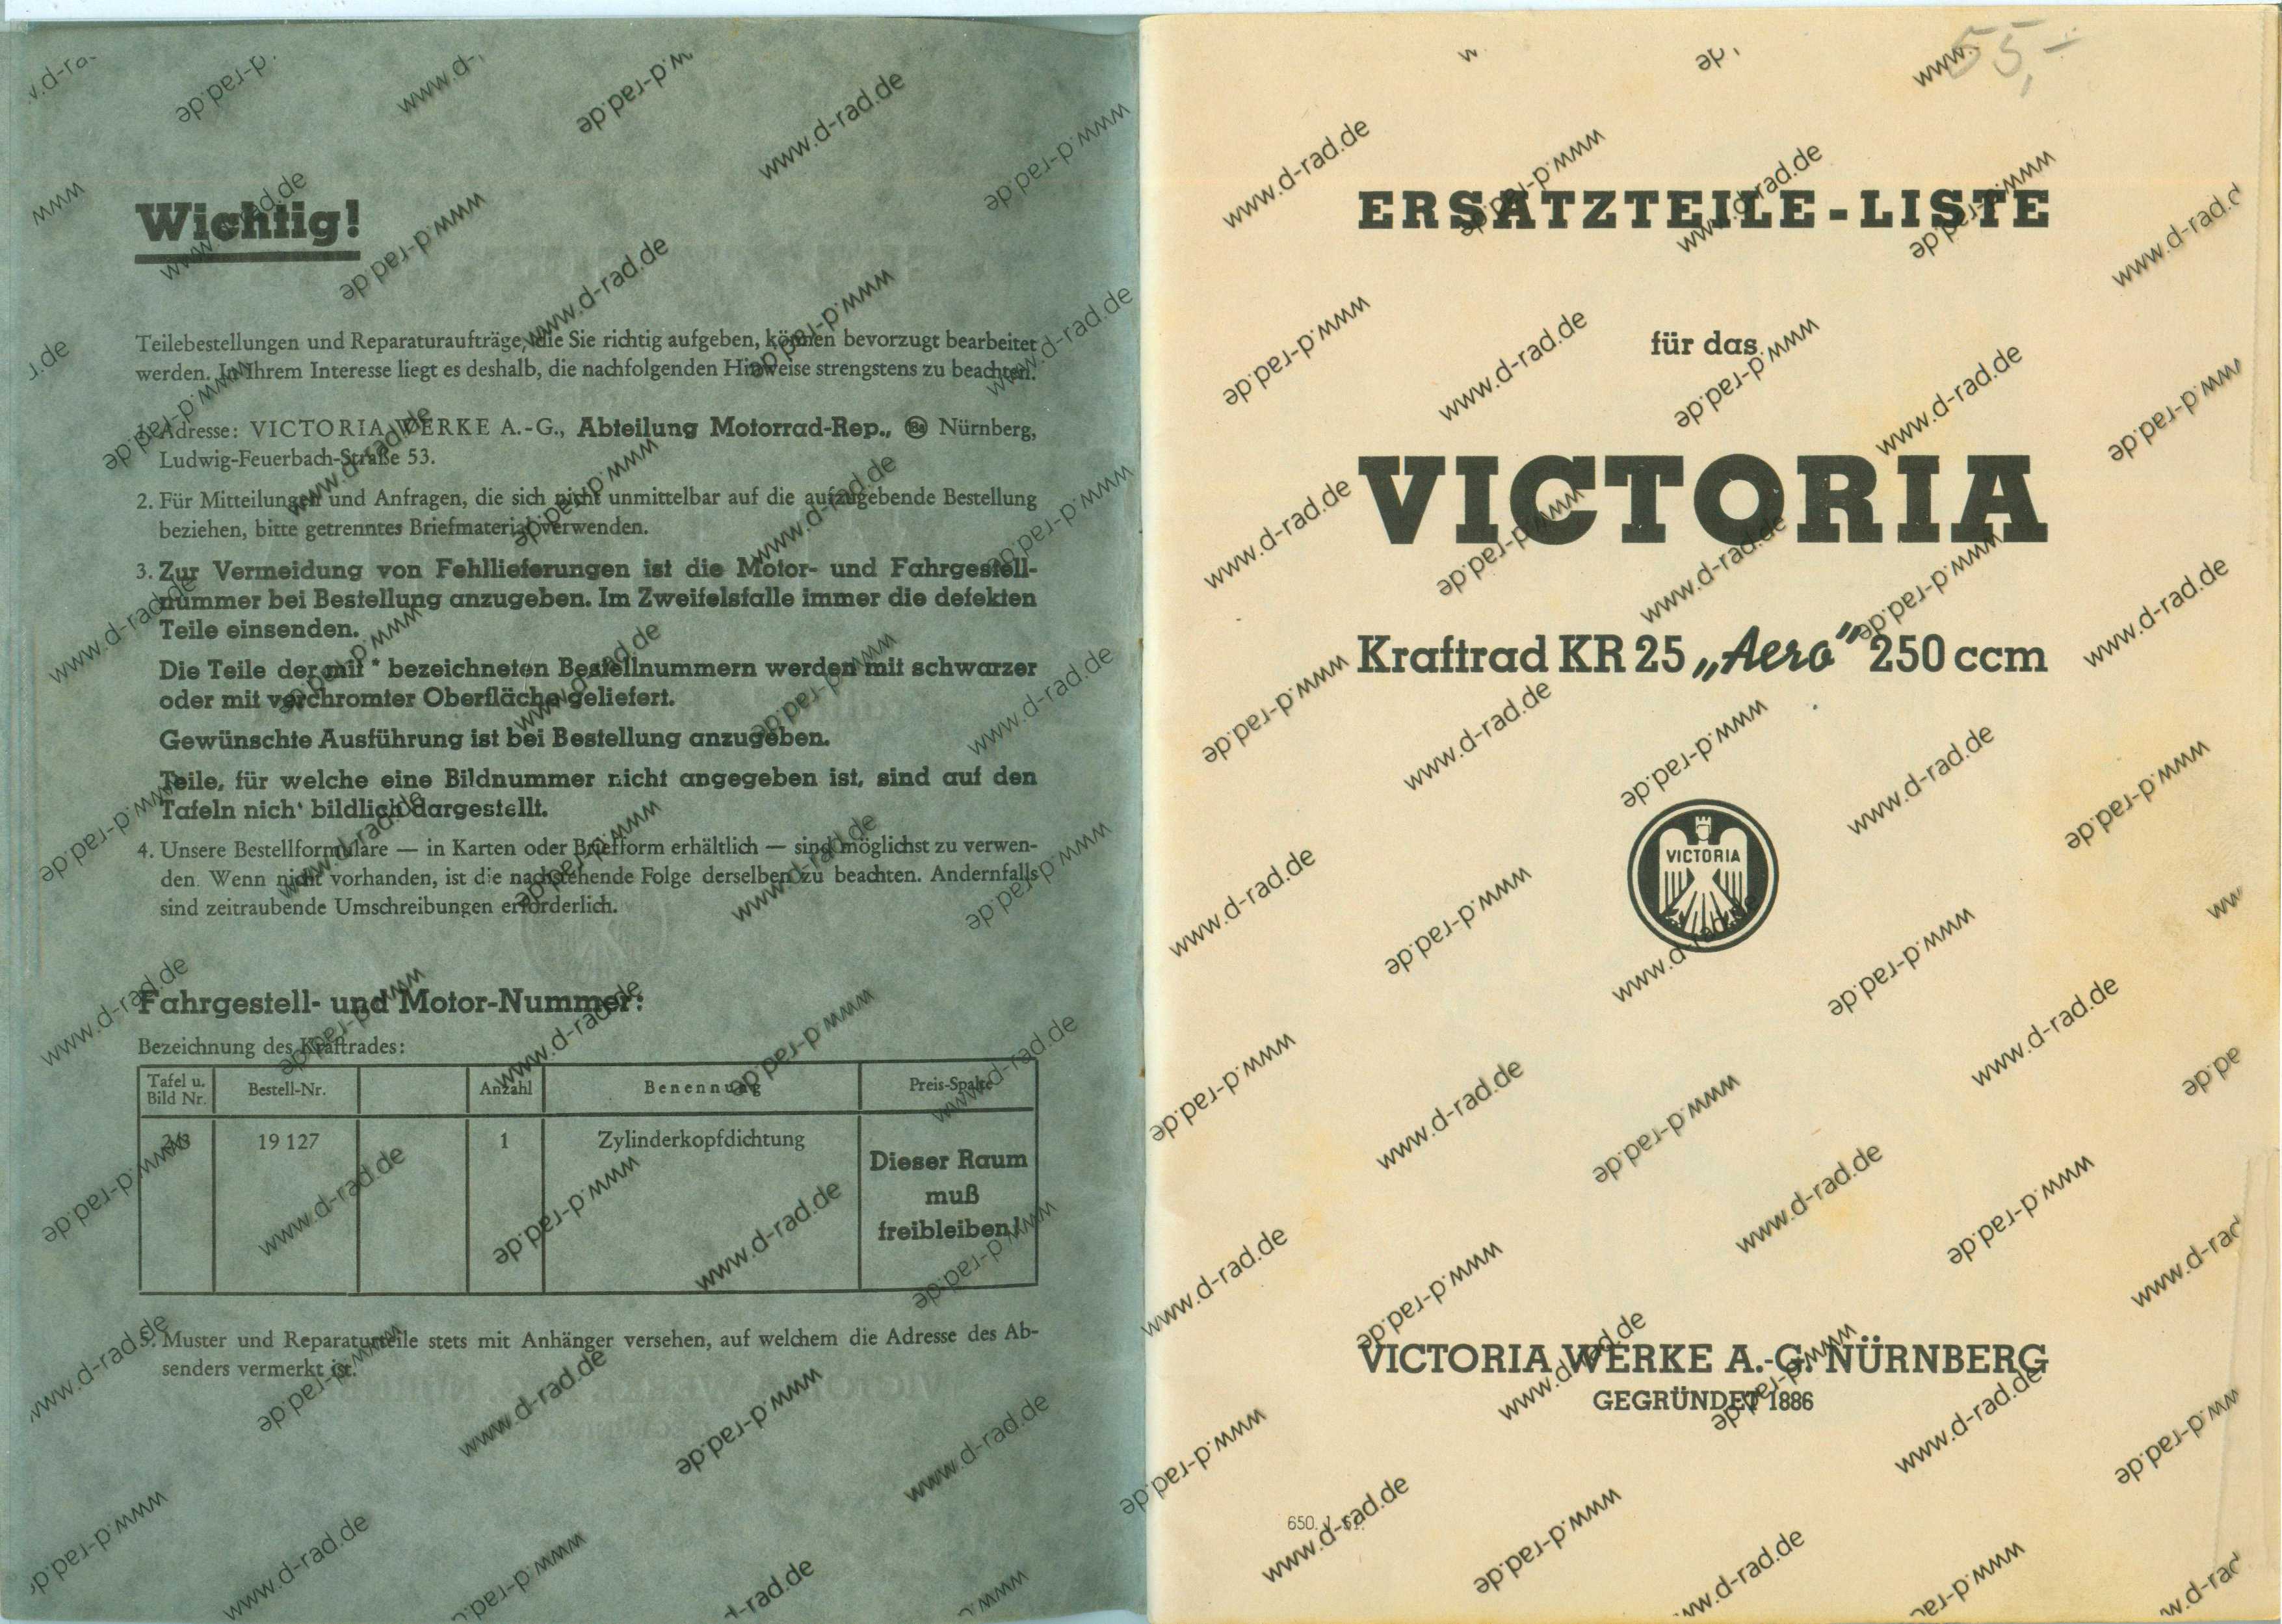 Wichtig!
Teilebestellungen und Reparaturaufträge, die Sie richtig aufgeben, können bevorzugt bearbeitet
werden. In Ihrem Interesse liegt es deshalb, die nachfolgenden Hinweise strengstens zu beachten.
1. Adresse: VICTORIA WERKE A.-G., Abteilung Motorrad-Rep., Nürnberg,
Ludwig-Feuerbach-Straße 53.
2. Für Mitteilungen und Anfragen, die sich nicht unmittelbar auf die aufzugebende Bestellung
beziehen, bitte getrenntes Briefmaterial verwenden.
3. Zur Vermeidung von Fehllieferungen ist die Motor- und Fahrgestell-
nummer bei Bestellung anzugeben. Im Zweifelsfalle immer die defekten
Teile einsenden.
Die Teile der mit * bezeichneten Bestellnummern werden mit schwarzer
oder mit verchromter Oberfläche geliefert.
Gewünschte Ausführung ist bei Bestellung anzugeben.
Teile, für welche eine Bildnummer nicht angegeben ist, sind auf den
Tafeln nich' bildlich dargestellt.
4. Unsere Bestellformulare — in Karten oder Briefform erhältlich — sind möglichst zu verwen-
den. Wenn nicht vorhanden, ist die nachstehende Folge derselben zu beachten. Andernfalls
sind zeitraubende Umschreibungen erforderlich.
Fahrgestell- und Motor-Nummer:
Bezeichnung des Kraftrades:
Tafel u. Bild Nr. Bestell-Nr. Anzahl Benennung Preis-Spalte
19 127 1 Zylinderkopfdichtung
Dieser Raum
muß
freibleiben!
5. Muster und Reparaturteile stets mit Anhänger versehen, auf welchem die Adresse des Ab-
senders vermerkt ist.
55,-
ERSATZTEILE-LISTE
für das
VICTORIA
Kraftrad KR 25 „Aero" 250 ccm
VICTORIA
VICTORIA WERKE A.-G. NÜRNBERG
GEGRÜNDET 1886
650.
www.d-rad.de